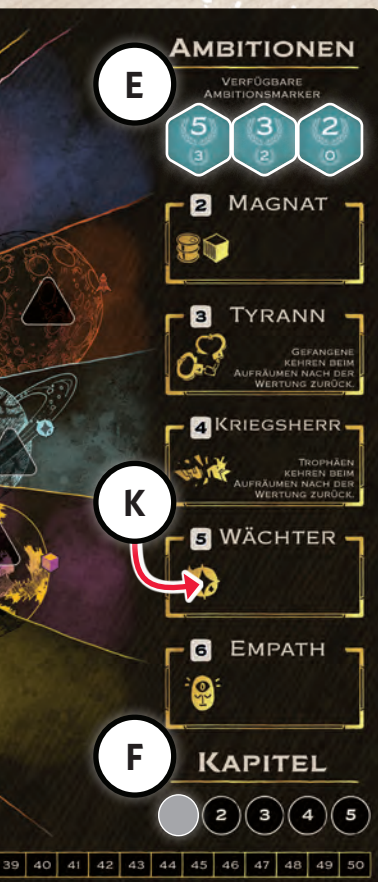 AMBITIONEN
E
VERFÜGBARE
AMBITIONSMARKER
5 3 2
3 2 0
2 MAGNAT
3 TYRANN
GEFANGENE
KEHREN BEIM
AUFRÄUMEN NACH DER
WERTUNG ZURÜCK.
4 KRIEGSHERR
TROPHÄEN
KEHREN BEIM
AUFRÄUMEN NACH DER
WERTUNG ZURÜCK.
K
5 WÄCHTER
6 EMPATH
F
KAPITEL
2 3 4 5
39 40 41 42 43 44 45 46 47 48 49 50